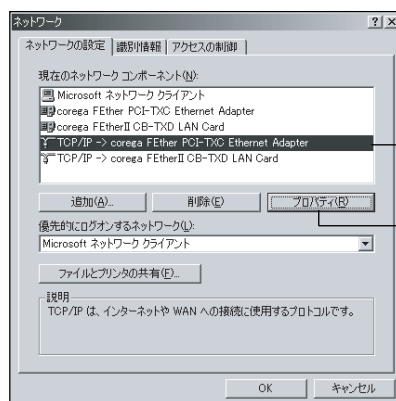 ネットワーク
ネットワークの設定 識別情報 アクセスの制御
現在のネットワーク コンポーネント(N):
Microsoft ネットワーク クライアント
corega FEther PCI-TXC Ethernet Adapter
corega FEtherII CB-TXD LAN Card
TCP/IP -> corega FEther PCI-TXC Ethernet Adapter
TCP/IP -> corega FEtherII CB-TXD LAN Card
追加(A)... 削除(E) プロパティ(R)
優先的にログオンするネットワーク(L):
Microsoft ネットワーク クライアント
ファイルとプリンタの共有(F)...
説明
TCP/IP は、インターネットや WAN への接続に使用するプロトコルです。
OK キャンセル